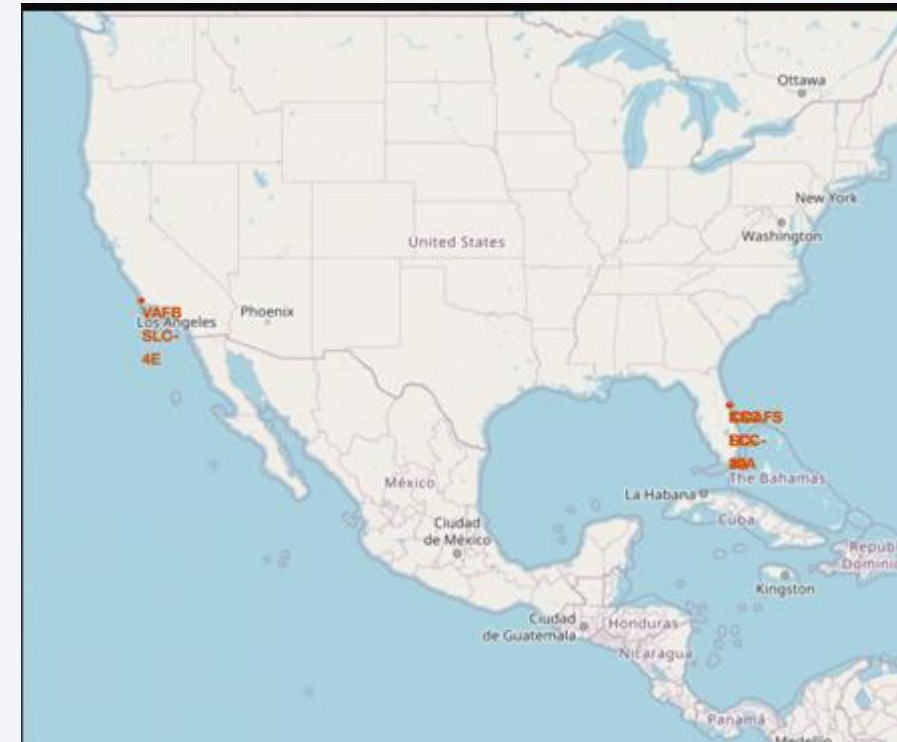 Ottawa
New York
Washington
United States
Phoenix
Los Angeles
VAFB
SLC-
4E
The Bahamas
La Habana
Cuba
México
Ciudad
de México
Kingston
Ciudad
de Guatemala
Honduras
Nicaragua
Panamá